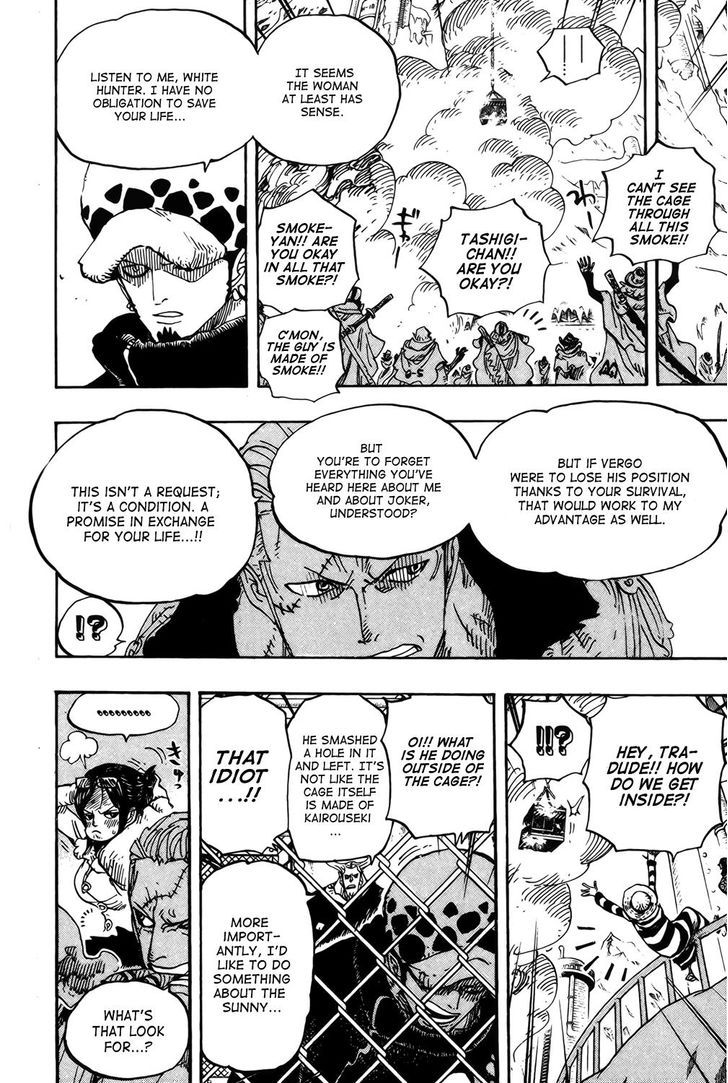 !!
I
CAN'T SEE
THE CAGE
THROUGH
ALL THIS
SMOKE!!
TASHIGI-
CHAN!!
ARE YOU
OKAY?!
SMOKE-
YAN!! ARE
YOU OKAY
IN ALL THAT
SMOKE?!
C'MON,
THE GUY IS
MADE OF
SMOKE!!
IT SEEMS
THE WOMAN
AT LEAST HAS
SENSE.
LISTEN TO ME, WHITE
HUNTER. I HAVE NO
OBLIGATION TO SAVE
YOUR LIFE...
BUT IF VERGO
WERE TO LOSE HIS POSITION
THANKS TO YOUR SURVIVAL,
THAT WOULD WORK TO MY
ADVANTAGE AS WELL.
BUT
YOU'RE TO FORGET
EVERYTHING YOU'VE
HEARD HERE ABOUT ME
AND ABOUT JOKER,
UNDERSTOOD?
THIS ISN'T A REQUEST;
IT'S A CONDITION. A
PROMISE IN EXCHANGE
FOR YOUR LIFE...!!
!?
HEY, TRA-
DUDE!! HOW
DO WE GET
INSIDE?!
!!?
OI!! WHAT
IS HE DOING
OUTSIDE OF
THE CAGE?!
HE SMASHED
A HOLE IN IT
AND LEFT. IT'S
NOT LIKE THE
CAGE ITSELF
IS MADE OF
KAIROUSEKI
...
THAT
IDIOT
...!!
MORE
IMPORT-
ANTLY, I'D
LIKE TO DO
SOMETHING
ABOUT THE
SUNNY...
..........
WHAT'S
THAT LOOK
FOR...?